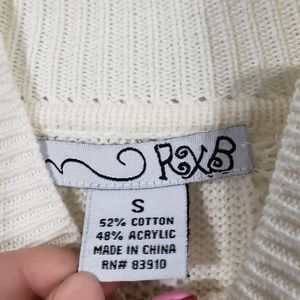 RXB
S
52% COTTON
48% ACRYLIC
MADE IN CHINA
RN# 83910